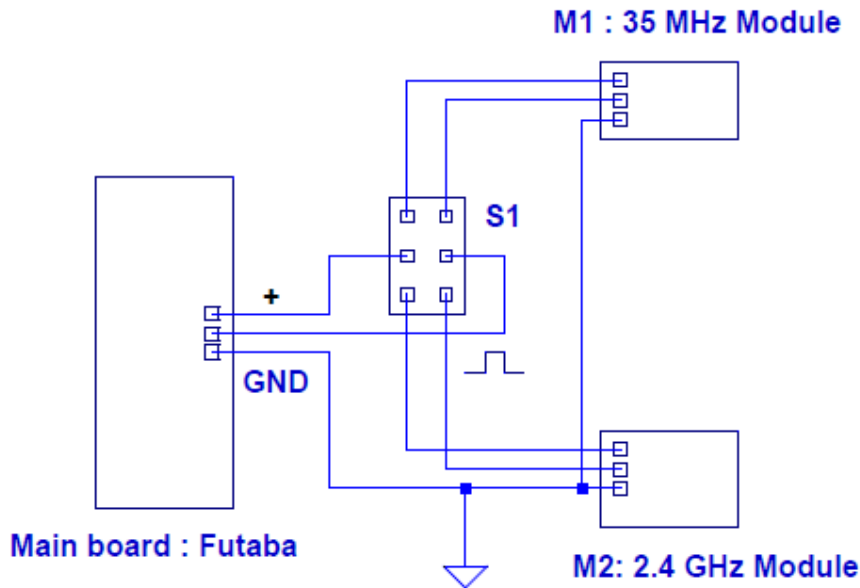 M1 : 35 MHz Module
S1
+
GND
Main board : Futaba
M2: 2.4 GHz Module